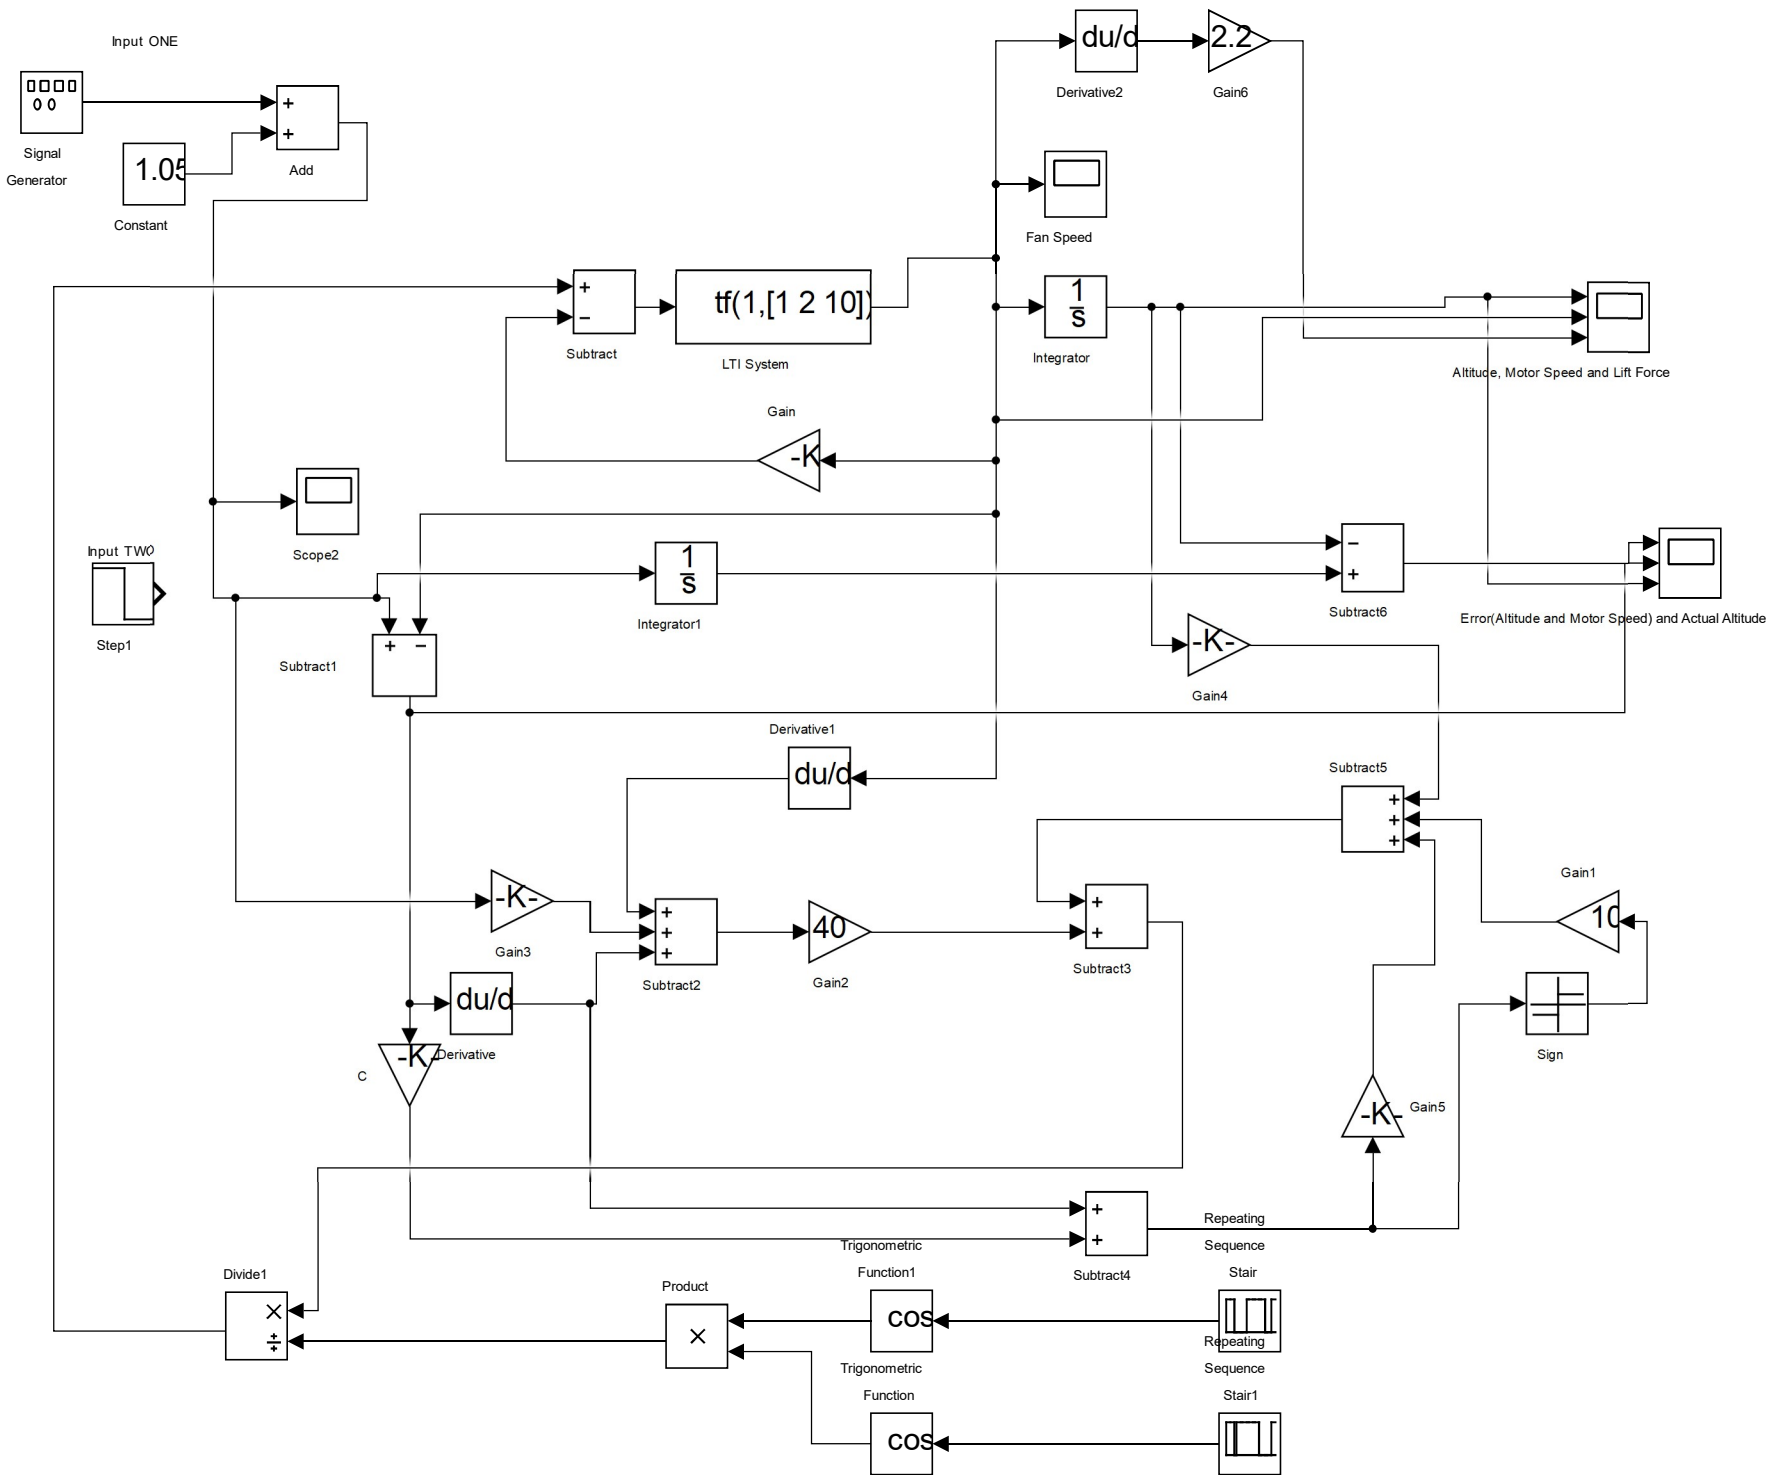 Input ONE
Signal
Generator
1.05
Constant
+
+
Add
du/d
Derivative2
2.2
Gain6
Fan Speed
+
−
Subtract
tf(1,[1 2 10])
LTI System
1
s
Integrator
Altitude, Motor Speed and Lift Force
Gain
-K
Scope2
Input TWO
Step1
1
s
Integrator1
−
+
Subtract6
Error(Altitude and Motor Speed) and Actual Altitude
+ −
Subtract1
-K-
Gain4
Derivative1
du/d
Subtract5
+
+
+
-K-
Gain3
+
+
+
Subtract2
40
Gain2
+
+
Subtract3
Gain1
10
du/d
Derivative
-K-
C
Sign
-K-
Gain5
+
+
Subtract4
Divide1
×
÷
Product
×
Trigonometric
Function1
cos
Repeating
Sequence
Stair
Trigonometric
Function
cos
Repeating
Sequence
Stair1